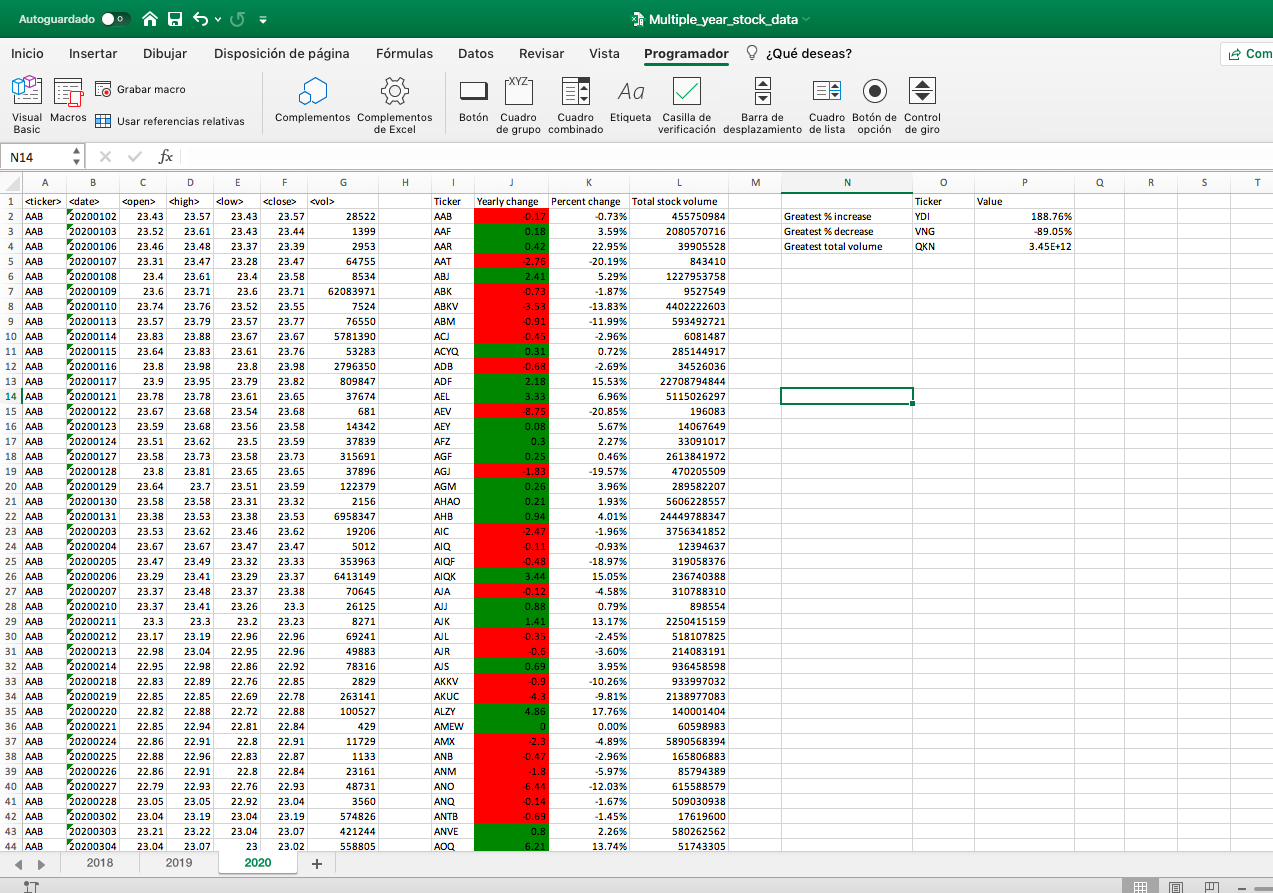 Autoguardado
Multiple_year_stock_data
Inicio Insertar Dibujar Disposición de página Fórmulas Datos Revisar Vista Programador ¿Qué deseas? Com
Visual Basic Macros Grabar macro Usar referencias relativas Complementos Complementos de Excel Botón Cuadro de grupo Cuadro combinado Etiqueta Casilla de verificación Barra de desplazamiento Cuadro de lista Botón de opción Control de giro
XYZ Aa
N14 fx
A B C D E F G H I J K L M N O P Q R S T
1 <ticker> <date> <open> <high> <low> <close> <vol> Ticker Yearly change Percent change Total stock volume Ticker Value
2 AAB 20200102 23.43 23.57 23.43 23.57 28522 AAB -0.17 -0.73% 455750984 Greatest % increase YDI 188.76%
3 AAB 20200103 23.52 23.61 23.43 23.44 1399 AAF 0.18 3.59% 2080570716 Greatest % decrease VNG -89.05%
4 AAB 20200106 23.46 23.48 23.37 23.39 2953 AAR 0.42 22.95% 39905528 Greatest total volume QKN 3.45E+12
5 AAB 20200107 23.31 23.47 23.28 23.47 64755 AAT -2.76 -20.19% 843410
6 AAB 20200108 23.4 23.61 23.4 23.58 8534 ABJ 2.41 5.29% 1227953758
7 AAB 20200109 23.6 23.71 23.6 23.71 62083971 ABK -0.73 -1.87% 9527549
8 AAB 20200110 23.74 23.76 23.52 23.55 7524 ABKV -3.53 -13.83% 4402222603
9 AAB 20200113 23.57 23.79 23.57 23.77 76550 ABM -0.91 -11.99% 593492721
10 AAB 20200114 23.83 23.88 23.67 23.67 5781390 ACJ -0.45 -2.96% 6081487
11 AAB 20200115 23.64 23.83 23.61 23.76 53283 ACYQ 0.31 0.72% 285144917
12 AAB 20200116 23.8 23.98 23.8 23.98 2796350 ADB -0.68 -2.69% 34526036
13 AAB 20200117 23.9 23.95 23.79 23.82 809847 ADF 2.18 15.53% 22708794844
14 AAB 20200121 23.78 23.78 23.61 23.65 37674 AEL 3.33 6.96% 5115026297
15 AAB 20200122 23.67 23.68 23.54 23.68 681 AEV -8.75 -20.85% 196083
16 AAB 20200123 23.59 23.68 23.56 23.58 14342 AEY 0.08 5.67% 14067649
17 AAB 20200124 23.51 23.62 23.5 23.59 37839 AFZ 0.3 2.27% 33091017
18 AAB 20200127 23.58 23.73 23.58 23.73 315691 AGF 0.25 0.46% 2613841972
19 AAB 20200128 23.8 23.81 23.65 23.65 37896 AGJ -1.83 -19.57% 470205509
20 AAB 20200129 23.64 23.7 23.51 23.59 122379 AGM 0.26 3.96% 289582207
21 AAB 20200130 23.58 23.58 23.31 23.32 2156 AHAO 0.21 1.93% 5606228557
22 AAB 20200131 23.38 23.53 23.38 23.53 6958347 AHB 0.94 4.01% 24449788347
23 AAB 20200203 23.53 23.62 23.46 23.62 19206 AIC -2.47 -1.96% 3756341852
24 AAB 20200204 23.67 23.67 23.47 23.47 5012 AIQ -0.11 -0.93% 12394637
25 AAB 20200205 23.47 23.49 23.32 23.33 353963 AIQF -0.48 -18.97% 319058376
26 AAB 20200206 23.29 23.41 23.29 23.37 6413149 AIQK 3.44 15.05% 236740388
27 AAB 20200207 23.37 23.48 23.37 23.38 70645 AJA -0.12 -4.58% 310788310
28 AAB 20200210 23.37 23.41 23.26 23.3 26125 AJJ 0.88 0.79% 898554
29 AAB 20200211 23.3 23.3 23.2 23.23 8271 AJK 1.41 13.17% 2250415159
30 AAB 20200212 23.17 23.19 22.96 22.96 69241 AJL -0.35 -2.45% 518107825
31 AAB 20200213 22.98 23.04 22.95 22.96 49883 AJR -0.6 -3.60% 214083191
32 AAB 20200214 22.95 22.98 22.86 22.92 78316 AJS 0.69 3.95% 936458598
33 AAB 20200218 22.83 22.89 22.76 22.85 2829 AKKV -0.9 -10.26% 933997032
34 AAB 20200219 22.85 22.85 22.69 22.78 263141 AKUC -4.3 -9.81% 2138977083
35 AAB 20200220 22.82 22.88 22.72 22.88 100527 ALZY 4.86 17.76% 140001404
36 AAB 20200221 22.85 22.94 22.81 22.84 429 AMEW 0 0.00% 60598983
37 AAB 20200224 22.86 22.91 22.8 22.91 11729 AMX -2.3 -4.89% 5890568394
38 AAB 20200225 22.88 22.96 22.83 22.87 1133 ANB -0.47 -2.96% 165806883
39 AAB 20200226 22.86 22.91 22.8 22.84 23161 ANM -1.8 -5.97% 85794389
40 AAB 20200227 22.79 22.93 22.76 22.93 48731 ANO -6.44 -12.03% 615588579
41 AAB 20200228 23.05 23.05 22.92 23.04 3560 ANQ -0.14 -1.67% 509030938
42 AAB 20200302 23.04 23.19 23.04 23.19 574826 ANTB -0.69 -1.45% 17619600
43 AAB 20200303 23.21 23.22 23.04 23.07 421244 ANVE 0.8 2.26% 580262562
44 AAB 20200304 23.04 23.07 23 23.02 558805 AOQ 6.21 13.74% 51743305
2018 2019 2020 +